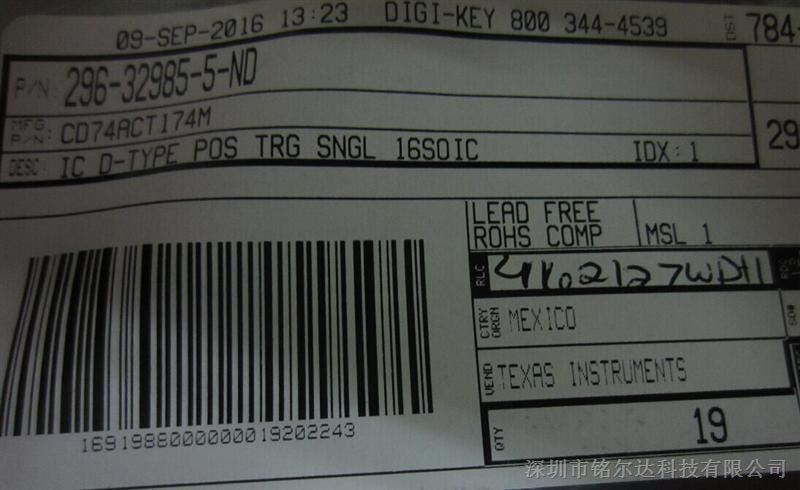 09-SEP-2016 13:23 DIGI-KEY 800 344-4539
DST 784-
P/N: 296-32985-5-ND
MFG P/N: CD74ACT174M
29
DESC: IC D-TYPE POS TRG SNGL 16SOIC IDX: 1
LEAD FREE
ROHS COMP
MSL 1
RLC
CTRY ORGN MEXICO
SO#
VEND TEXAS INSTRUMENTS
QTY 19
1691988000000019202243
深圳市铭尔达科技有限公司